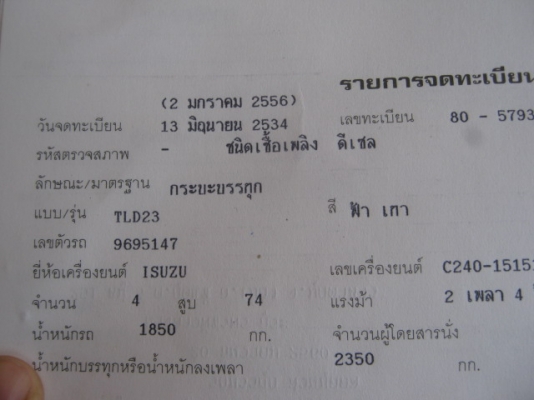 รายการจดทะเบียน
(2 มกราคม 2556)
วันจดทะเบียน 13 มิถุนายน 2534 เลขทะเบียน 80 - 5793
รหัสตรวจสภาพ - ชนิดเชื้อเพลิง ดีเซล
ลักษณะ/มาตรฐาน กระบะบรรทุก
แบบ/รุ่น TLD23 สี ฟ้า เทา
เลขตัวรถ 9695147
ยี่ห้อเครื่องยนต์ ISUZU เลขเครื่องยนต์ C240-1515
จำนวน 4 สูบ 74 แรงม้า 2 เพลา 4
น้ำหนักรถ 1850 กก. จำนวนผู้โดยสารนั่ง
น้ำหนักบรรทุกหรือน้ำหนักลงเพลา 2350 กก.